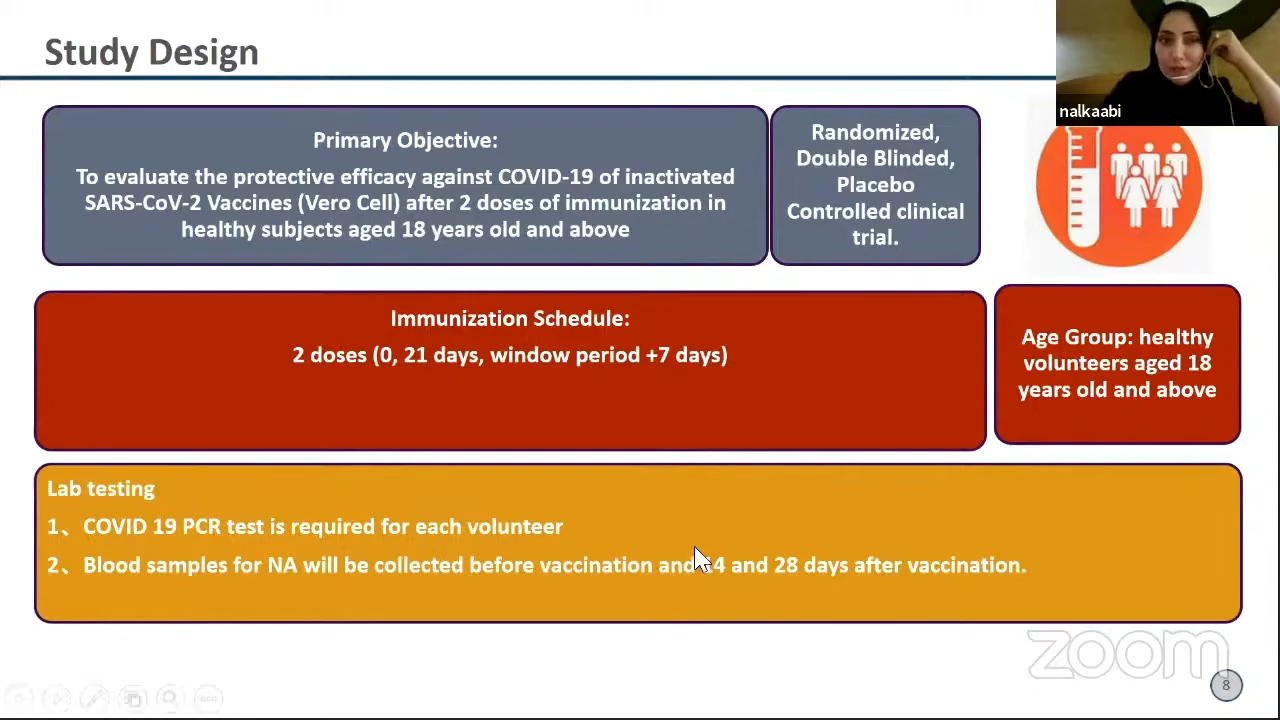 Study Design
nalkaabi
Primary Objective:
To evaluate the protective efficacy against COVID-19 of inactivated
SARS-CoV-2 Vaccines (Vero Cell) after 2 doses of immunization in
healthy subjects aged 18 years old and above
Randomized,
Double Blinded,
Placebo
Controlled clinical
trial.
Immunization Schedule:
2 doses (0, 21 days, window period +7 days)
Age Group: healthy
volunteers aged 18
years old and above
Lab testing
1、COVID 19 PCR test is required for each volunteer
2、Blood samples for NA will be collected before vaccination and and 28 days after vaccination.
zoom
8